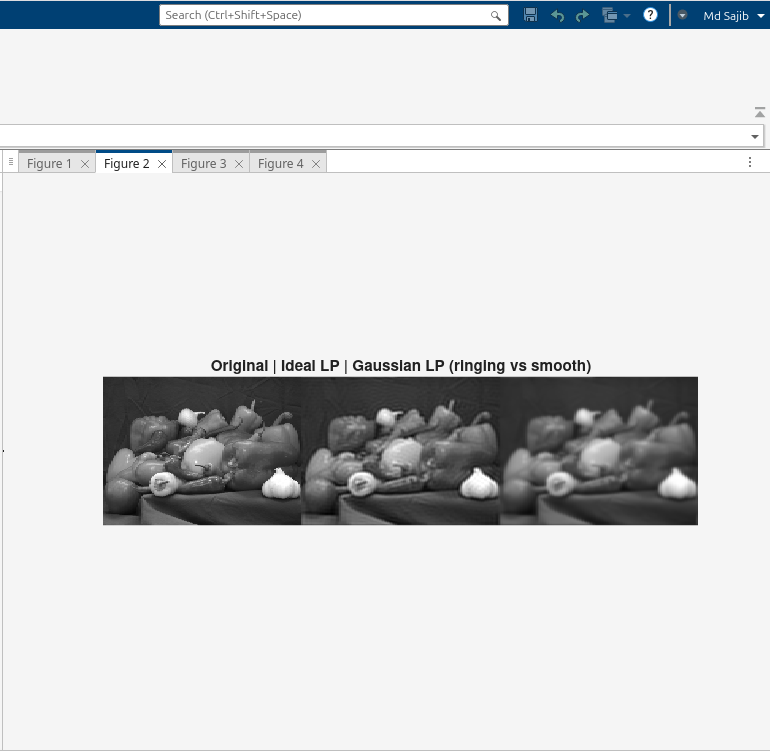 Search (Ctrl+Shift+Space)
? Md Sajib
Figure 1 Figure 2 Figure 3 Figure 4
Original | Ideal LP | Gaussian LP (ringing vs smooth)